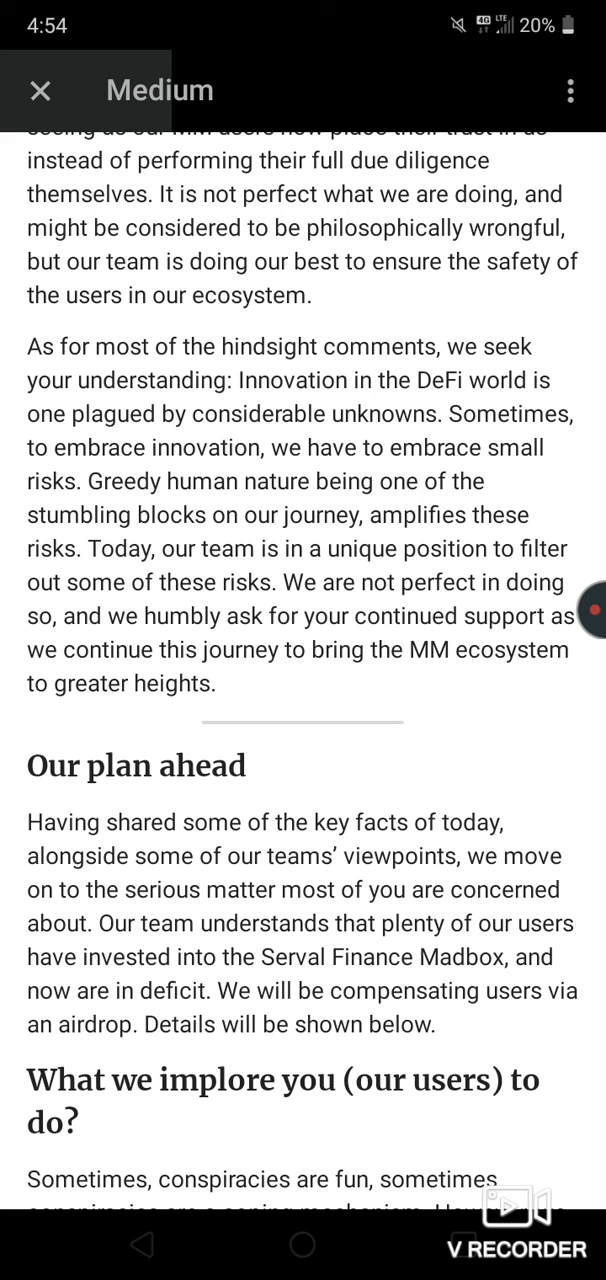 4:54
4G LTE 20%
Medium
instead of performing their full due diligence
themselves. It is not perfect what we are doing, and
might be considered to be philosophically wrongful,
but our team is doing our best to ensure the safety of
the users in our ecosystem.
As for most of the hindsight comments, we seek
your understanding: Innovation in the DeFi world is
one plagued by considerable unknowns. Sometimes,
to embrace innovation, we have to embrace small
risks. Greedy human nature being one of the
stumbling blocks on our journey, amplifies these
risks. Today, our team is in a unique position to filter
out some of these risks. We are not perfect in doing
so, and we humbly ask for your continued support as
we continue this journey to bring the MM ecosystem
to greater heights.
Our plan ahead
Having shared some of the key facts of today,
alongside some of our teams’ viewpoints, we move
on to the serious matter most of you are concerned
about. Our team understands that plenty of our users
have invested into the Serval Finance Madbox, and
now are in deficit. We will be compensating users via
an airdrop. Details will be shown below.
What we implore you (our users) to
do?
Sometimes, conspiracies are fun, sometimes
V RECORDER